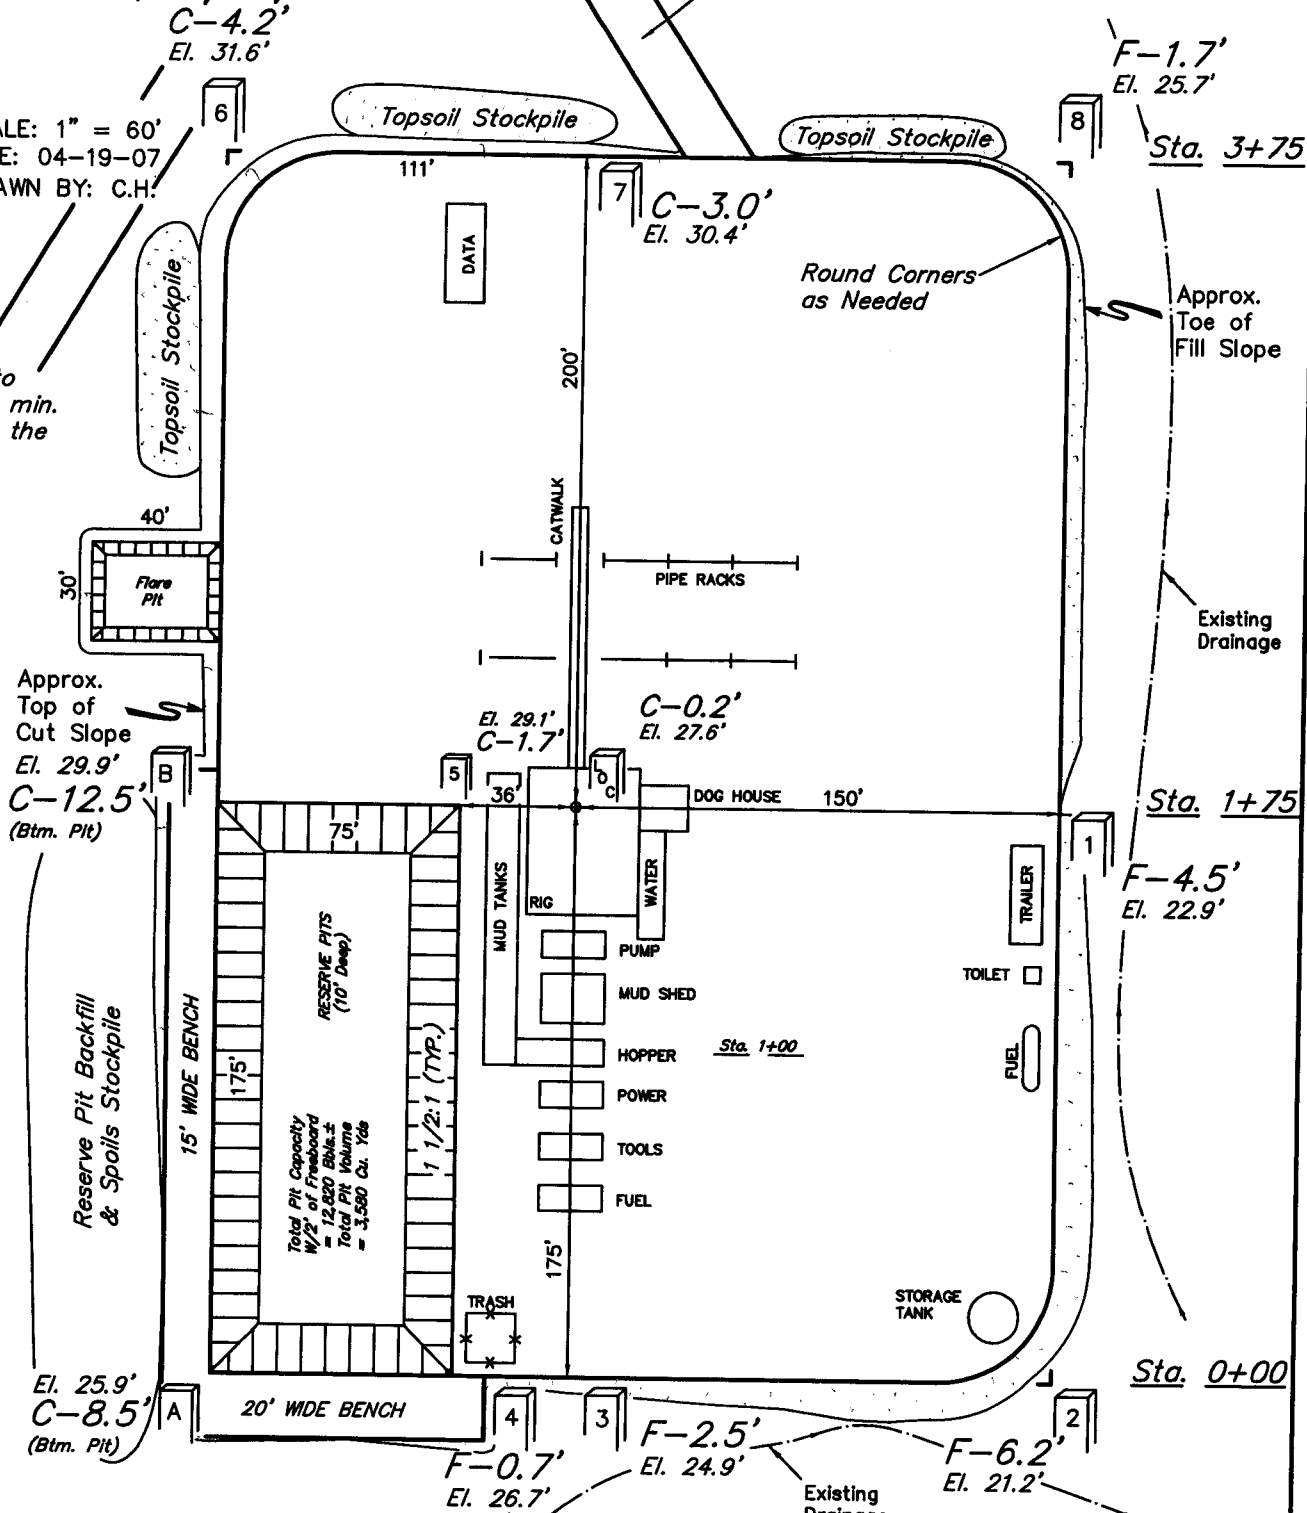 C-4.2'
El. 31.6'
F-1.7'
El. 25.7'
6
8
ALE: 1" = 60'
E: 04-19-07
AWN BY: C.H.
Topsoil Stockpile
Topsoil Stockpile
Sta. 3+75
111'
7
C-3.0'
El. 30.4'
DATA
Topsoil Stockpile
Round Corners
as Needed
Approx.
Toe of
Fill Slope
200'
to
min.
the
40'
30'
Flare
Pit
CATWALK
PIPE RACKS
Existing
Drainage
Approx.
Top of
Cut Slope
El. 29.9'
C-12.5'
(Btm. Pit)
B
El. 29.1'
C-1.7'
C-0.2'
El. 27.6'
5
36'
DOG HOUSE
150'
Sta. 1+75
75'
1
F-4.5'
El. 22.9'
MUD TANKS
RIG
WATER
TRAILER
PUMP
TOILET
MUD SHED
RESERVE PITS
(10' Deep)
HOPPER
Sta. 1+00
FUEL
POWER
TOOLS
FUEL
Reserve Pit Backfill
& Spoils Stockpile
15' WIDE BENCH
175'
1 1/2:1 (TYP.)
Total Pit Capacity
W/2' of Freeboard
= 12,820 Bbls.±
Total Pit Volume
= 3,580 Cu. Yds
175'
TRASH
STORAGE
TANK
El. 25.9'
C-8.5'
(Btm. Pit)
A
20' WIDE BENCH
4
3
2
Sta. 0+00
F-0.7'
El. 26.7'
F-2.5'
El. 24.9'
F-6.2'
El. 21.2'
Existing